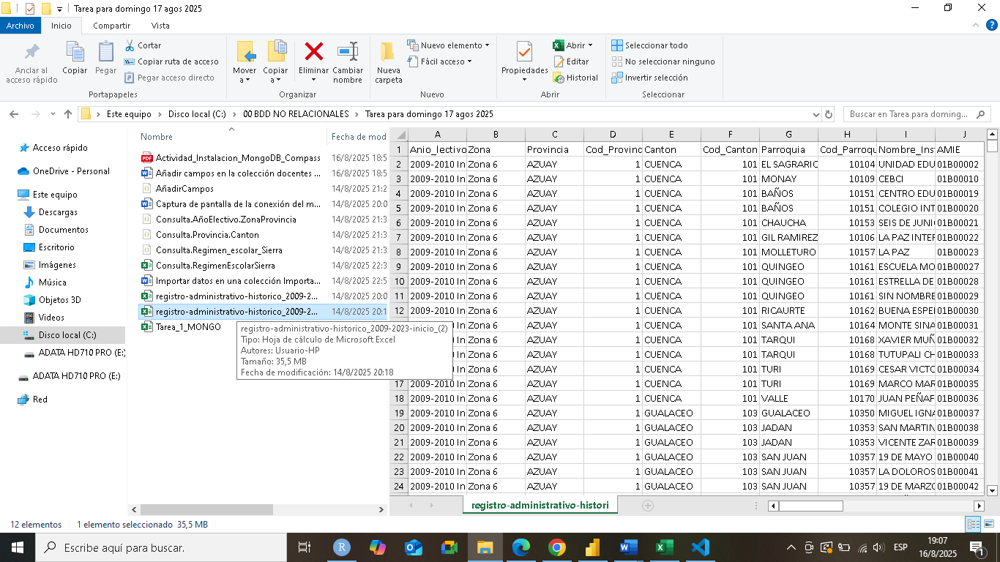 Tarea para domingo 17 agos 2025
Archivo Inicio Compartir Vista
Anclar al acceso rápido
Copiar
Pegar
Cortar
Copiar ruta de acceso
Pegar acceso directo
Portapapeles
Mover a
Copiar a
Eliminar
Cambiar nombre
Organizar
Nueva carpeta
Nuevo elemento
Fácil acceso
Nuevo
Propiedades
Abrir
Editar
Historial
Abrir
Seleccionar todo
No seleccionar ninguno
Invertir selección
Seleccionar
Este equipo > Disco local (C:) > 00 BDD NO RELACIONALES > Tarea para domingo 17 agos 2025
Buscar en Tarea para doming...
Acceso rápido
OneDrive - Personal
Este equipo
Descargas
Documentos
Escritorio
Imágenes
Música
Objetos 3D
Videos
Disco local (C:)
ADATA HD710 PRO (E:)
ADATA HD710 PRO (E:)
Red
Nombre Fecha de mod
Actividad_Instalacion_MongoDB_Compass 16/8/2025 18:5
Añadir campos en la colección docentes ... 16/8/2025 18:5
AñadirCampos 14/8/2025 21:2
Captura de pantalla de la conexión del m... 14/8/2025 20:0
Consulta.AñoElectivo.ZonaProvincia 14/8/2025 21:3
Consulta.Provincia.Canton 14/8/2025 21:3
Consulta.Regimen_escolar_Sierra 14/8/2025 21:3
Consulta.RegimenEscolarSierra 14/8/2025 22:3
Importar datos en una colección Importa... 14/8/2025 22:5
registro-administrativo-historico_2009-2... 14/8/2025 20:0
registro-administrativo-historico_2009-2... 14/8/2025 20:1
Tarea_1_MONGO
registro-administrativo-historico_2009-2023-inicio_(2)
Tipo: Hoja de cálculo de Microsoft Excel
Autores: Usuario-HP
Tamaño: 35,5 MB
Fecha de modificación: 14/8/2025 20:18
A B C D E F G H I J
1 Anio_lectivo Zona Provincia Cod_Provinc Canton Cod_Canton Parroquia Cod_Parroqu Nombre_Inst AMIE
2 2009-2010 In Zona 6 AZUAY 1 CUENCA 101 EL SAGRARIO 10104 UNIDAD EDU 01B00002
3 2009-2010 In Zona 6 AZUAY 1 CUENCA 101 MONAY 10109 CEBCI 01B00010
4 2009-2010 In Zona 6 AZUAY 1 CUENCA 101 BAÑOS 10151 CENTRO EDU 01B00019
5 2009-2010 In Zona 6 AZUAY 1 CUENCA 101 BAÑOS 10151 COLEGIO INT 01B00020
6 2009-2010 In Zona 6 AZUAY 1 CUENCA 101 CHAUCHA 10153 SEIS DE JUNI 01B00021
7 2009-2010 In Zona 6 AZUAY 1 CUENCA 101 GIL RAMIREZ 10106 LA PAZ INTER 01B00022
8 2009-2010 In Zona 6 AZUAY 1 CUENCA 101 MOLLETURO 10157 LA PAZ 01B00023
9 2009-2010 In Zona 6 AZUAY 1 CUENCA 101 QUINGEO 10161 ESCUELA MO 01B00027
10 2009-2010 In Zona 6 AZUAY 1 CUENCA 101 QUINGEO 10161 ESTRELLA DE 01B00028
11 2009-2010 In Zona 6 AZUAY 1 CUENCA 101 QUINGEO 10161 SIN NOMBRE 01B00029
12 2009-2010 In Zona 6 AZUAY 1 CUENCA 101 RICAURTE 10162 BUENA ESPE 01B00030
2009-2010 In Zona 6 AZUAY 1 CUENCA 101 SANTA ANA 10164 MONTE SINA 01B00031
1 CUENCA 101 TARQUI 10168 XAVIER MUÑ 01B00032
1 CUENCA 101 TARQUI 10168 TUTUPALI CH 01B00033
1 CUENCA 101 TURI 10169 CESAR VICTO 01B00034
17 2009-2010 In Zona 6 AZUAY 1 CUENCA 101 TURI 10169 MARCO MAR 01B00035
18 2009-2010 In Zona 6 AZUAY 1 CUENCA 101 VALLE 10170 JUAN PEÑAF 01B00036
19 2009-2010 In Zona 6 AZUAY 1 GUALACEO 103 GUALACEO 10350 MIGUEL IGNA 01B00037
20 2009-2010 In Zona 6 AZUAY 1 GUALACEO 103 JADAN 10353 SAN MARTIN 01B00038
21 2009-2010 In Zona 6 AZUAY 1 GUALACEO 103 JADAN 10353 VICENTE ZAR 01B00039
22 2009-2010 In Zona 6 AZUAY 1 GUALACEO 103 SAN JUAN 10357 19 DE MAYO 01B00040
23 2009-2010 In Zona 6 AZUAY 1 GUALACEO 103 SAN JUAN 10357 LA DOLOROS 01B00041
24 2009-2010 In Zona 6 AZUAY 1 GUALACEO 103 SAN JUAN 10357 19 DE MARZO 01B00042
registro-administrativo-histori
12 elementos 1 elemento seleccionado 35,5 MB
Escribe aquí para buscar.
ESP
19:07
16/8/2025
1